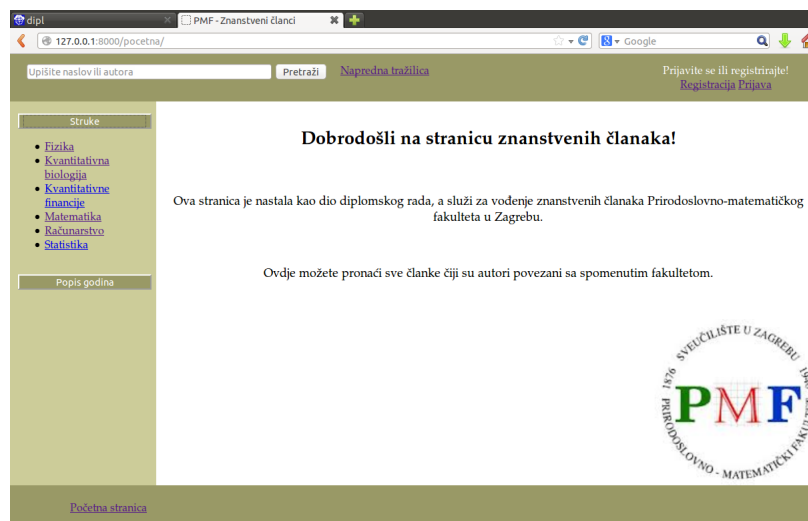 dipl
PMF - Znanstveni članci
127.0.0.1:8000/pocetna/
Google
Upišite naslov ili autora
Pretraži
Napredna tražilica
Prijavite se ili registrirajte!
Registracija Prijava
Struke
Fizika
Kvantitativna
biologija
Kvantitativne
financije
Matematika
Računarstvo
Statistika
Popis godina
Dobrodošli na stranicu znanstvenih članaka!
Ova stranica je nastala kao dio diplomskog rada, a služi za vođenje znanstvenih članaka Prirodoslovno-matematičkog
fakulteta u Zagrebu.
Ovdje možete pronaći sve članke čiji su autori povezani sa spomenutim fakultetom.
1876 SVEUČILIŠTE U ZAGREBU
PMF
PRIRODOSLOVNO - MATEMATIČKI
Početna stranica